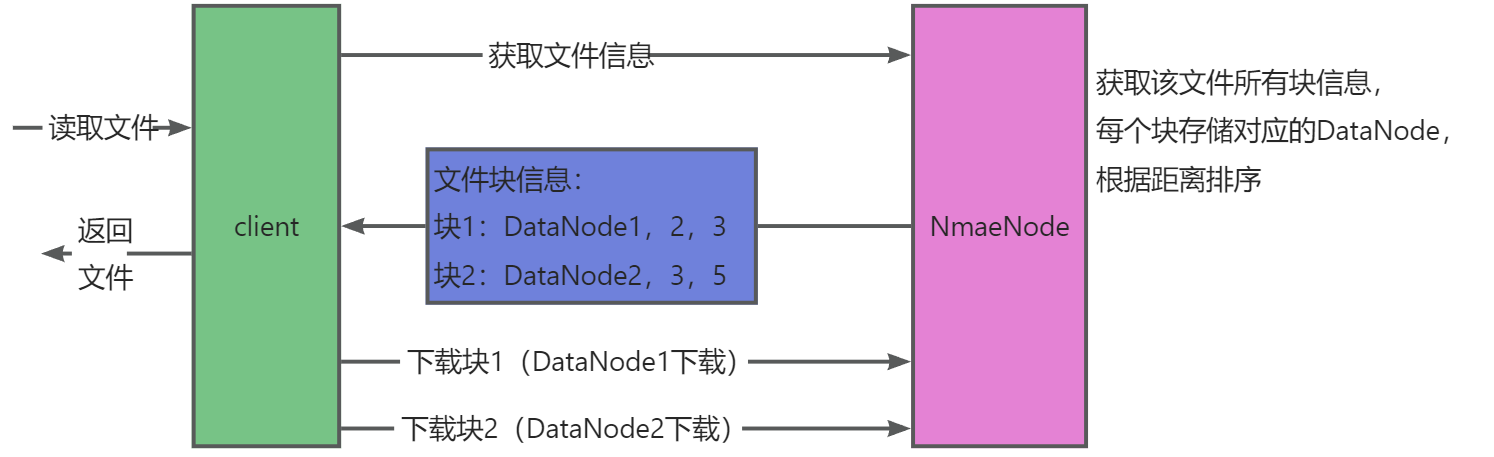 读取文件
返回
文件
client
获取文件信息
文件块信息：
块1：DataNode1，2，3
块2：DataNode2，3，5
下载块1（DataNode1下载）
下载块2（DataNode2下载）
NmaeNode
获取该文件所有块信息，
每个块存储对应的DataNode，
根据距离排序